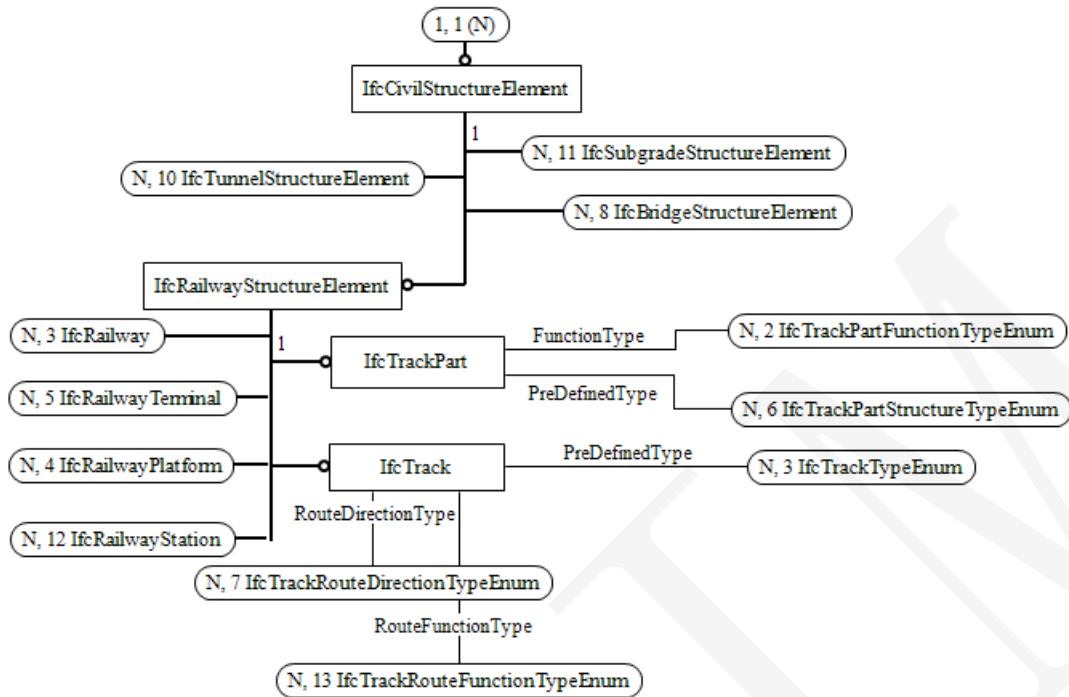 1, 1 (N)
IfcCivilStructureElement
1
N, 11 IfcSubgradeStructureElement
N, 10 IfcTunnelStructureElement
N, 8 IfcBridgeStructureElement
IfcRailwayStructureElement
N, 3 IfcRailway
1
FunctionType
N, 2 IfcTrackPartFunctionTypeEnum
IfcTrackPart
PreDefinedType
N, 5 IfcRailwayTerminal
N, 6 IfcTrackPartStructureTypeEnum
N, 4 IfcRailwayPlatform
IfcTrack
PreDefinedType
N, 3 IfcTrackTypeEnum
RouteDirectionType
N, 12 IfcRailwayStation
N, 7 IfcTrackRouteDirectionTypeEnum
RouteFunctionType
N, 13 IfcTrackRouteFunctionTypeEnum